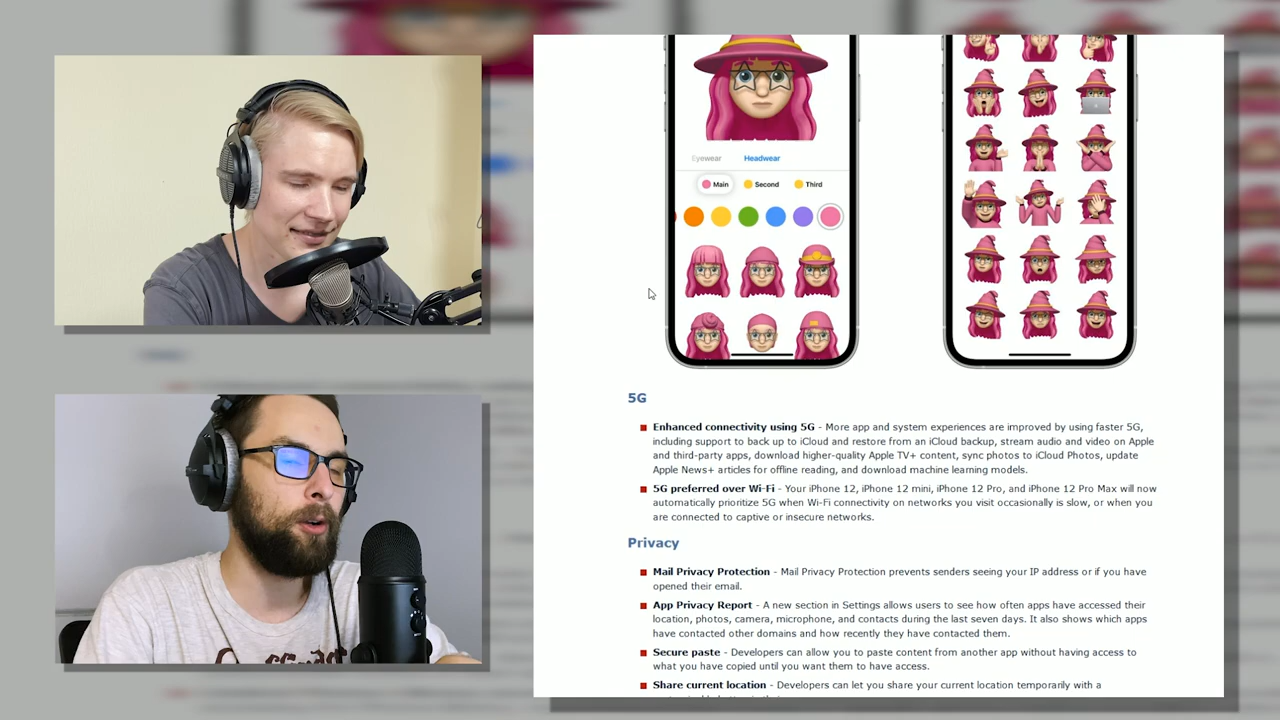 Eyewear Headwear
Main Second Third
5G
Enhanced connectivity using 5G - More app and system experiences are improved by using faster 5G,
including support to back up to iCloud and restore from an iCloud backup, stream audio and video on Apple
and third-party apps, download higher-quality Apple TV+ content, sync photos to iCloud Photos, update
Apple News+ articles for offline reading, and download machine learning models.
5G preferred over Wi-Fi - Your iPhone 12, iPhone 12 mini, iPhone 12 Pro, and iPhone 12 Pro Max will now
automatically prioritize 5G when Wi-Fi connectivity on networks you visit occasionally is slow, or when you
are connected to captive or insecure networks.
Privacy
Mail Privacy Protection - Mail Privacy Protection prevents senders seeing your IP address or if you have
opened their email.
App Privacy Report - A new section in Settings allows users to see how often apps have accessed their
location, photos, camera, microphone, and contacts during the last seven days. It also shows which apps
have contacted other domains and how recently they have contacted them.
Secure paste - Developers can allow you to paste content from another app without having access to
what you have copied until you want them to have access.
Share current location - Developers can let you share your current location temporarily with a